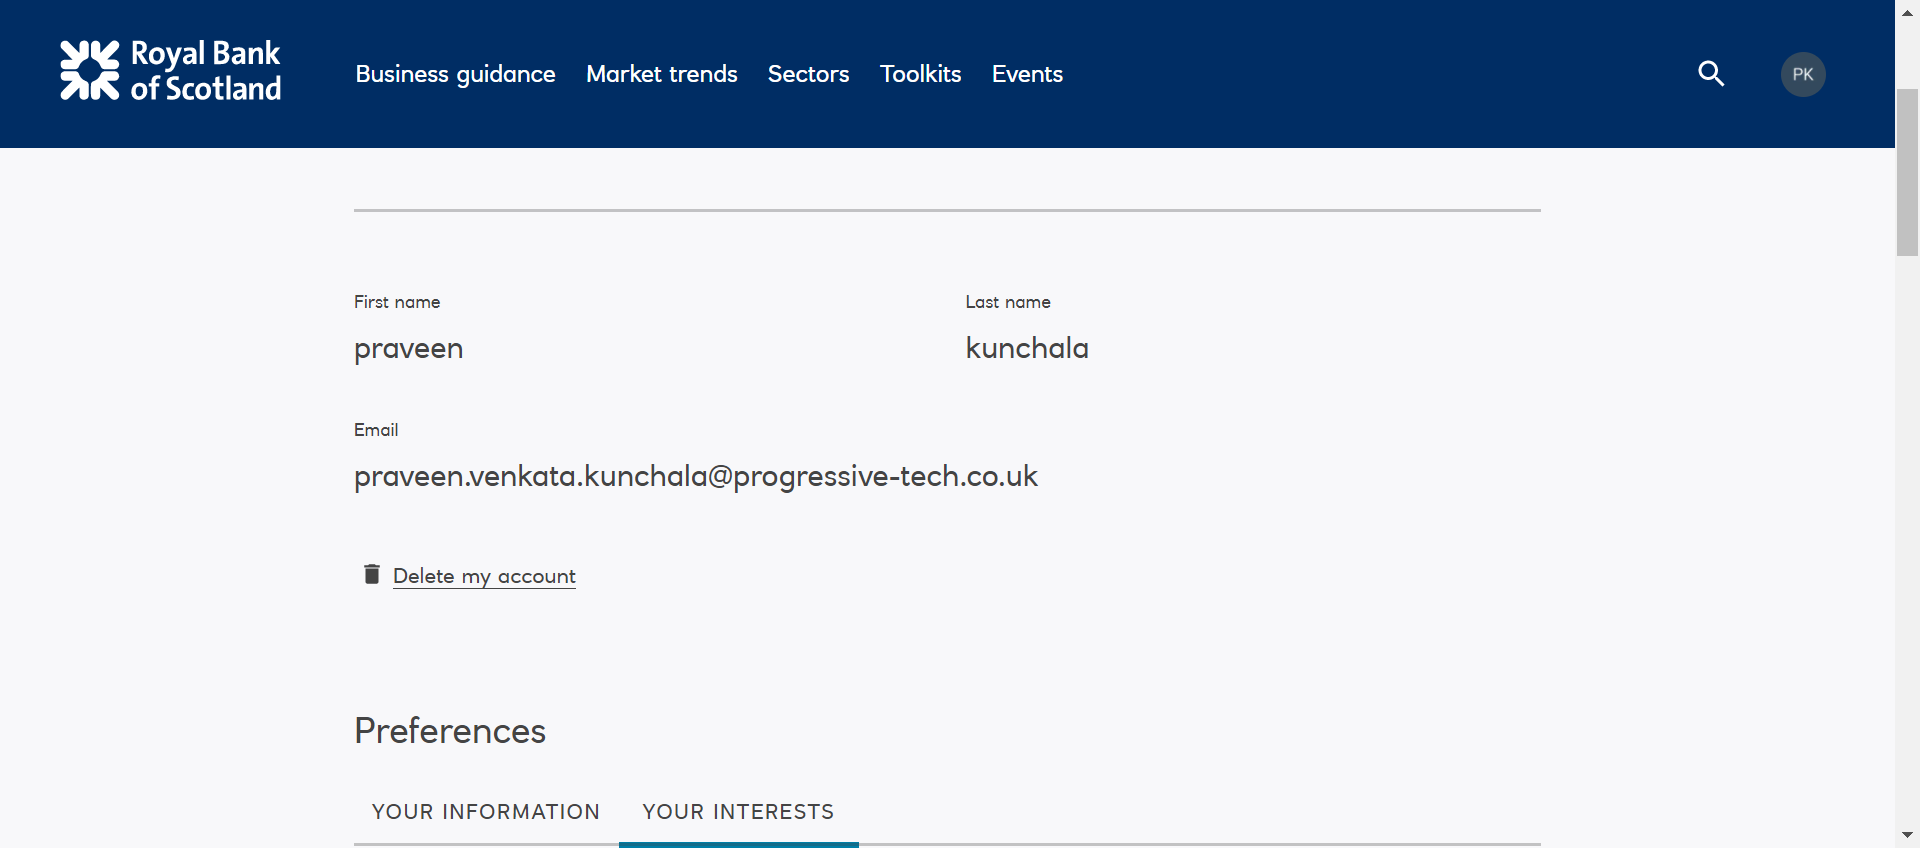 Royal Bank
of Scotland
Business guidance
Market trends
Sectors
Toolkits
Events
PK
First name
Last name
praveen
kunchala
Email
praveen.venkata.kunchala@progressive-tech.co.uk
Delete my account
Preferences
YOUR INFORMATION
YOUR INTERESTS